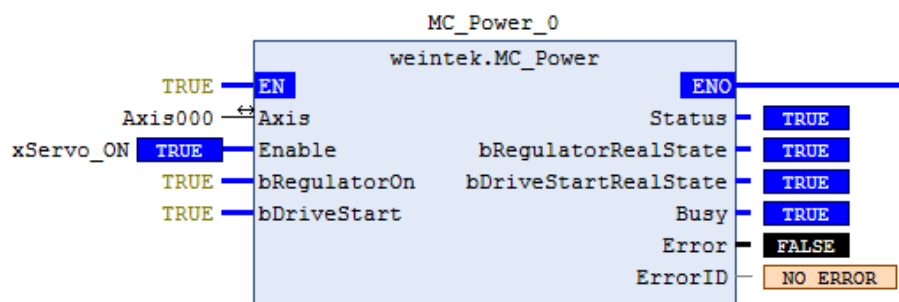 MC_Power_0
weintek.MC_Power
TRUE EN ENO
Axis000 Axis Status TRUE
xServo_ON TRUE Enable bRegulatorRealState TRUE
TRUE bRegulatorOn bDriveStartRealState TRUE
TRUE bDriveStart Busy TRUE
Error FALSE
ErrorID NO ERROR